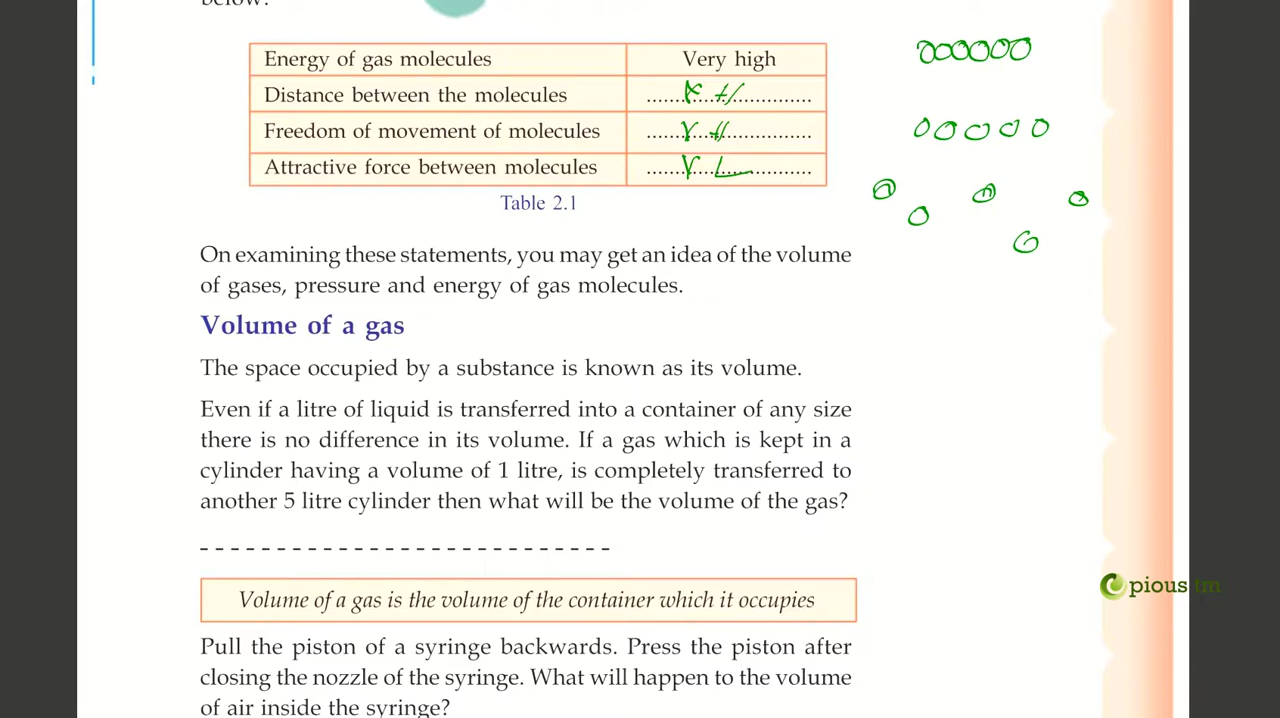 below.
Energy of gas molecules Very high
Distance between the molecules ........................ V H
Freedom of movement of molecules ........................ V H
Attractive force between molecules ........................ V L
Table 2.1
On examining these statements, you may get an idea of the volume
of gases, pressure and energy of gas molecules.
Volume of a gas
The space occupied by a substance is known as its volume.
Even if a litre of liquid is transferred into a container of any size
there is no difference in its volume. If a gas which is kept in a
cylinder having a volume of 1 litre, is completely transferred to
another 5 litre cylinder then what will be the volume of the gas?
- - - - - - - - - - - - - - - - - - - - - - - - - - -
Volume of a gas is the volume of the container which it occupies
pious tm
Pull the piston of a syringe backwards. Press the piston after
closing the nozzle of the syringe. What will happen to the volume
of air inside the syringe?